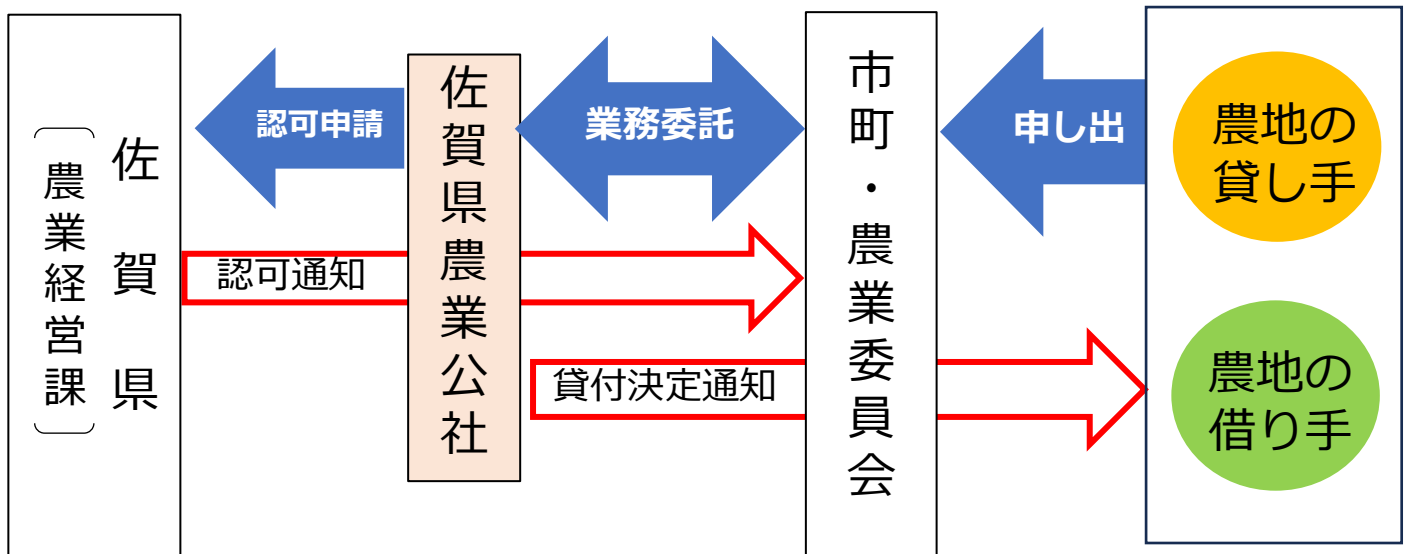 佐賀県
（農業経営課）
認可申請
佐賀県農業公社
業務委託
市町・農業委員会
申し出
農地の
貸し手
認可通知
貸付決定通知
農地の
借り手